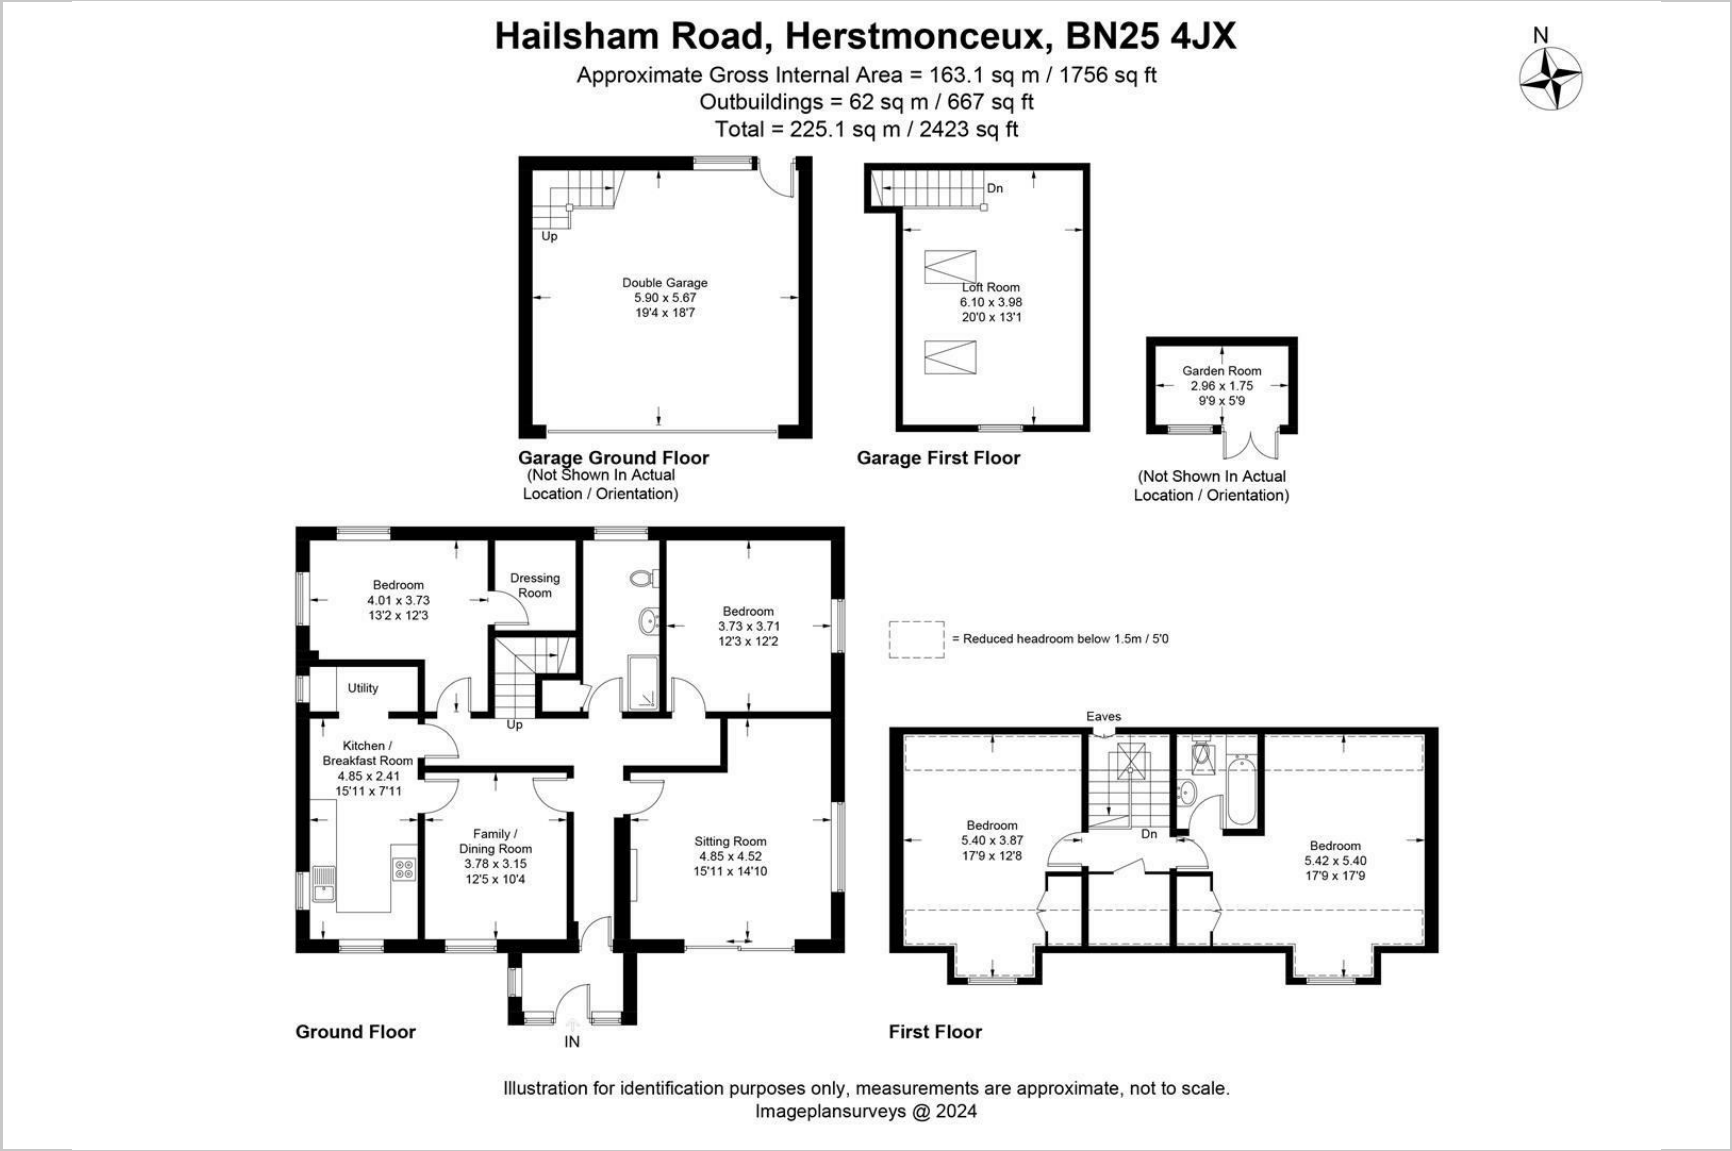 Hailsham Road, Herstmonceux, BN25 4JX
Approximate Gross Internal Area = 163.1 sq m / 1756 sq ft
Outbuildings = 62 sq m / 667 sq ft
Total = 225.1 sq m / 2423 sq ft
N
Up
Double Garage
5.90 x 5.67
19'4 x 18'7
Garage Ground Floor
(Not Shown In Actual
Location / Orientation)
Dn
Loft Room
6.10 x 3.98
20'0 x 13'1
Garage First Floor
Garden Room
2.96 x 1.75
9'9 x 5'9
(Not Shown In Actual
Location / Orientation)
Bedroom
4.01 x 3.73
13'2 x 12'3
Dressing
Room
Bedroom
3.73 x 3.71
12'3 x 12'2
Utility
Up
Kitchen /
Breakfast Room
4.85 x 2.41
15'11 x 7'11
Family /
Dining Room
3.78 x 3.15
12'5 x 10'4
Sitting Room
4.85 x 4.52
15'11 x 14'10
IN
Ground Floor
= Reduced headroom below 1.5m / 5'0
Eaves
Bedroom
5.40 x 3.87
17'9 x 12'8
Dn
Bedroom
5.42 x 5.40
17'9 x 17'9
First Floor
Illustration for identification purposes only, measurements are approximate, not to scale.
Imageplansurveys @ 2024